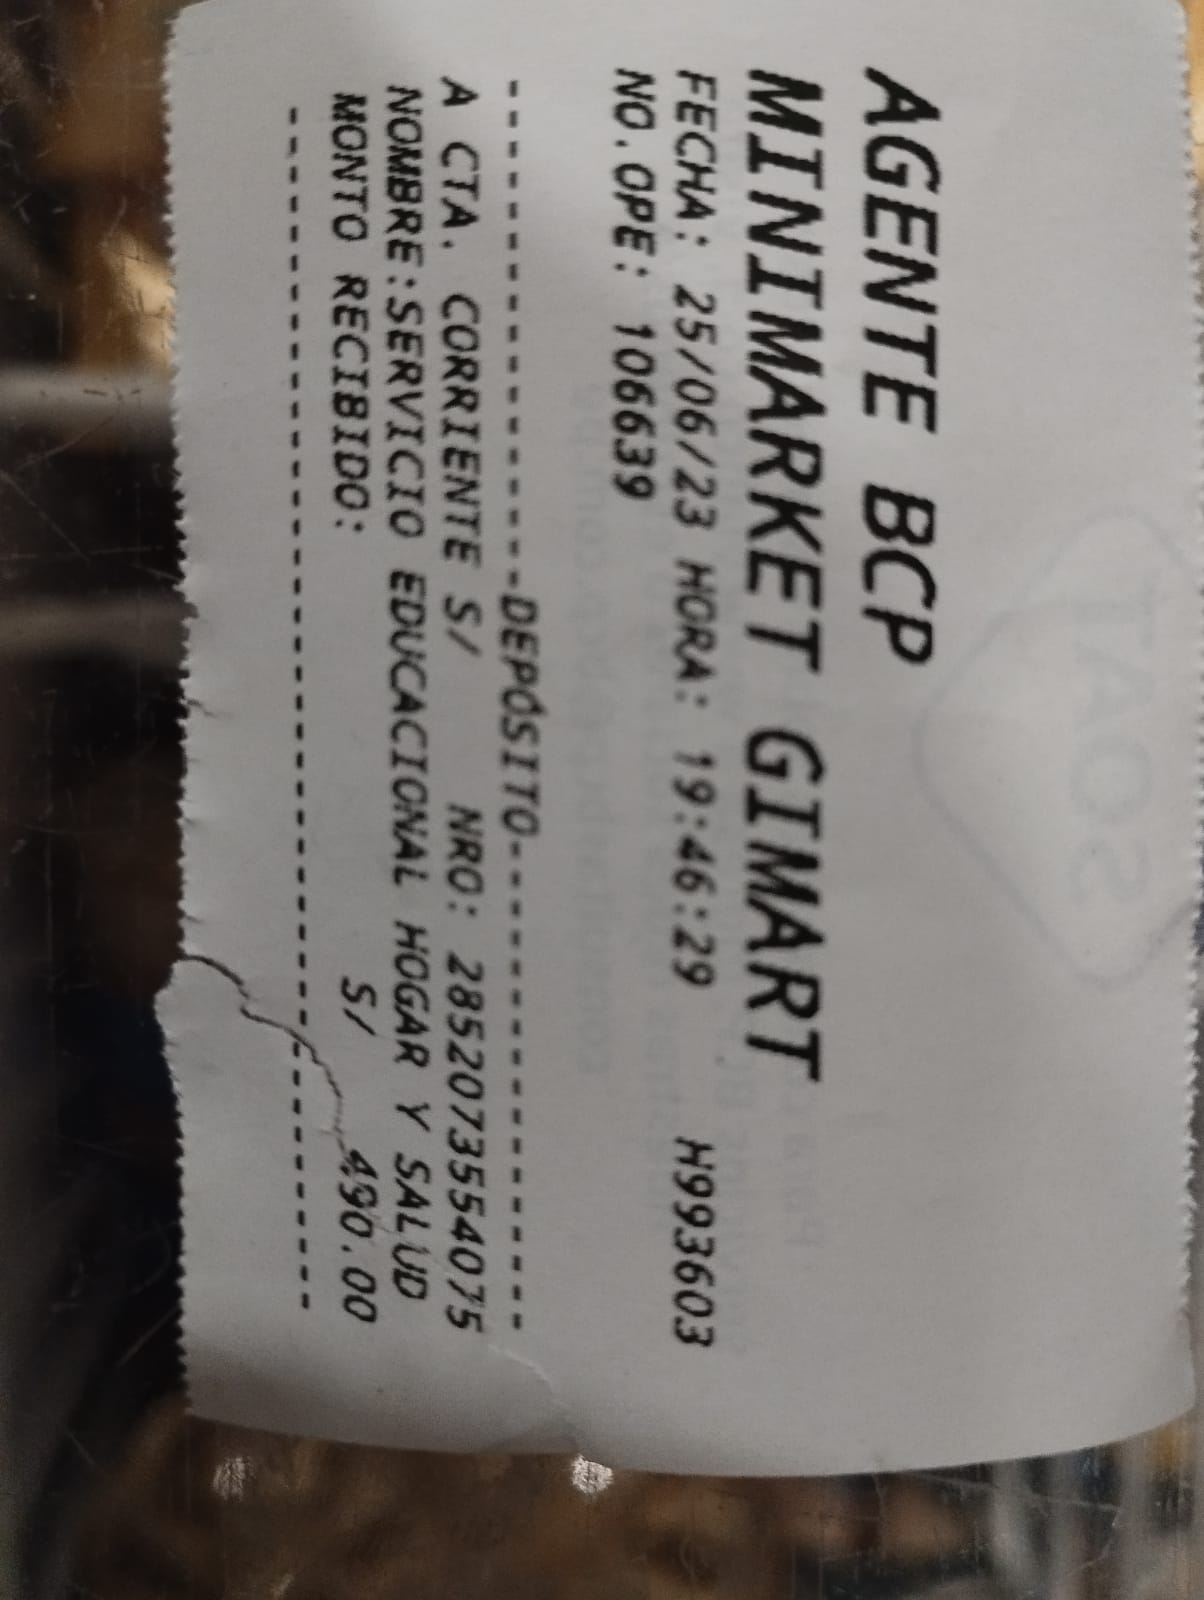 AGENTE BCP
MINIMARKET GIMART
FECHA: 25/06/23 HORA: 19:46:29 H993603
NO.OPE: 106639
------------------DEPÓSITO------------------
A CTA. CORRIENTE S/ NRO: 2852073554075
NOMBRE:SERVICIO EDUCACIONAL HOGAR Y SALUD
MONTO RECIBIDO: S/ 490.00
SOAT